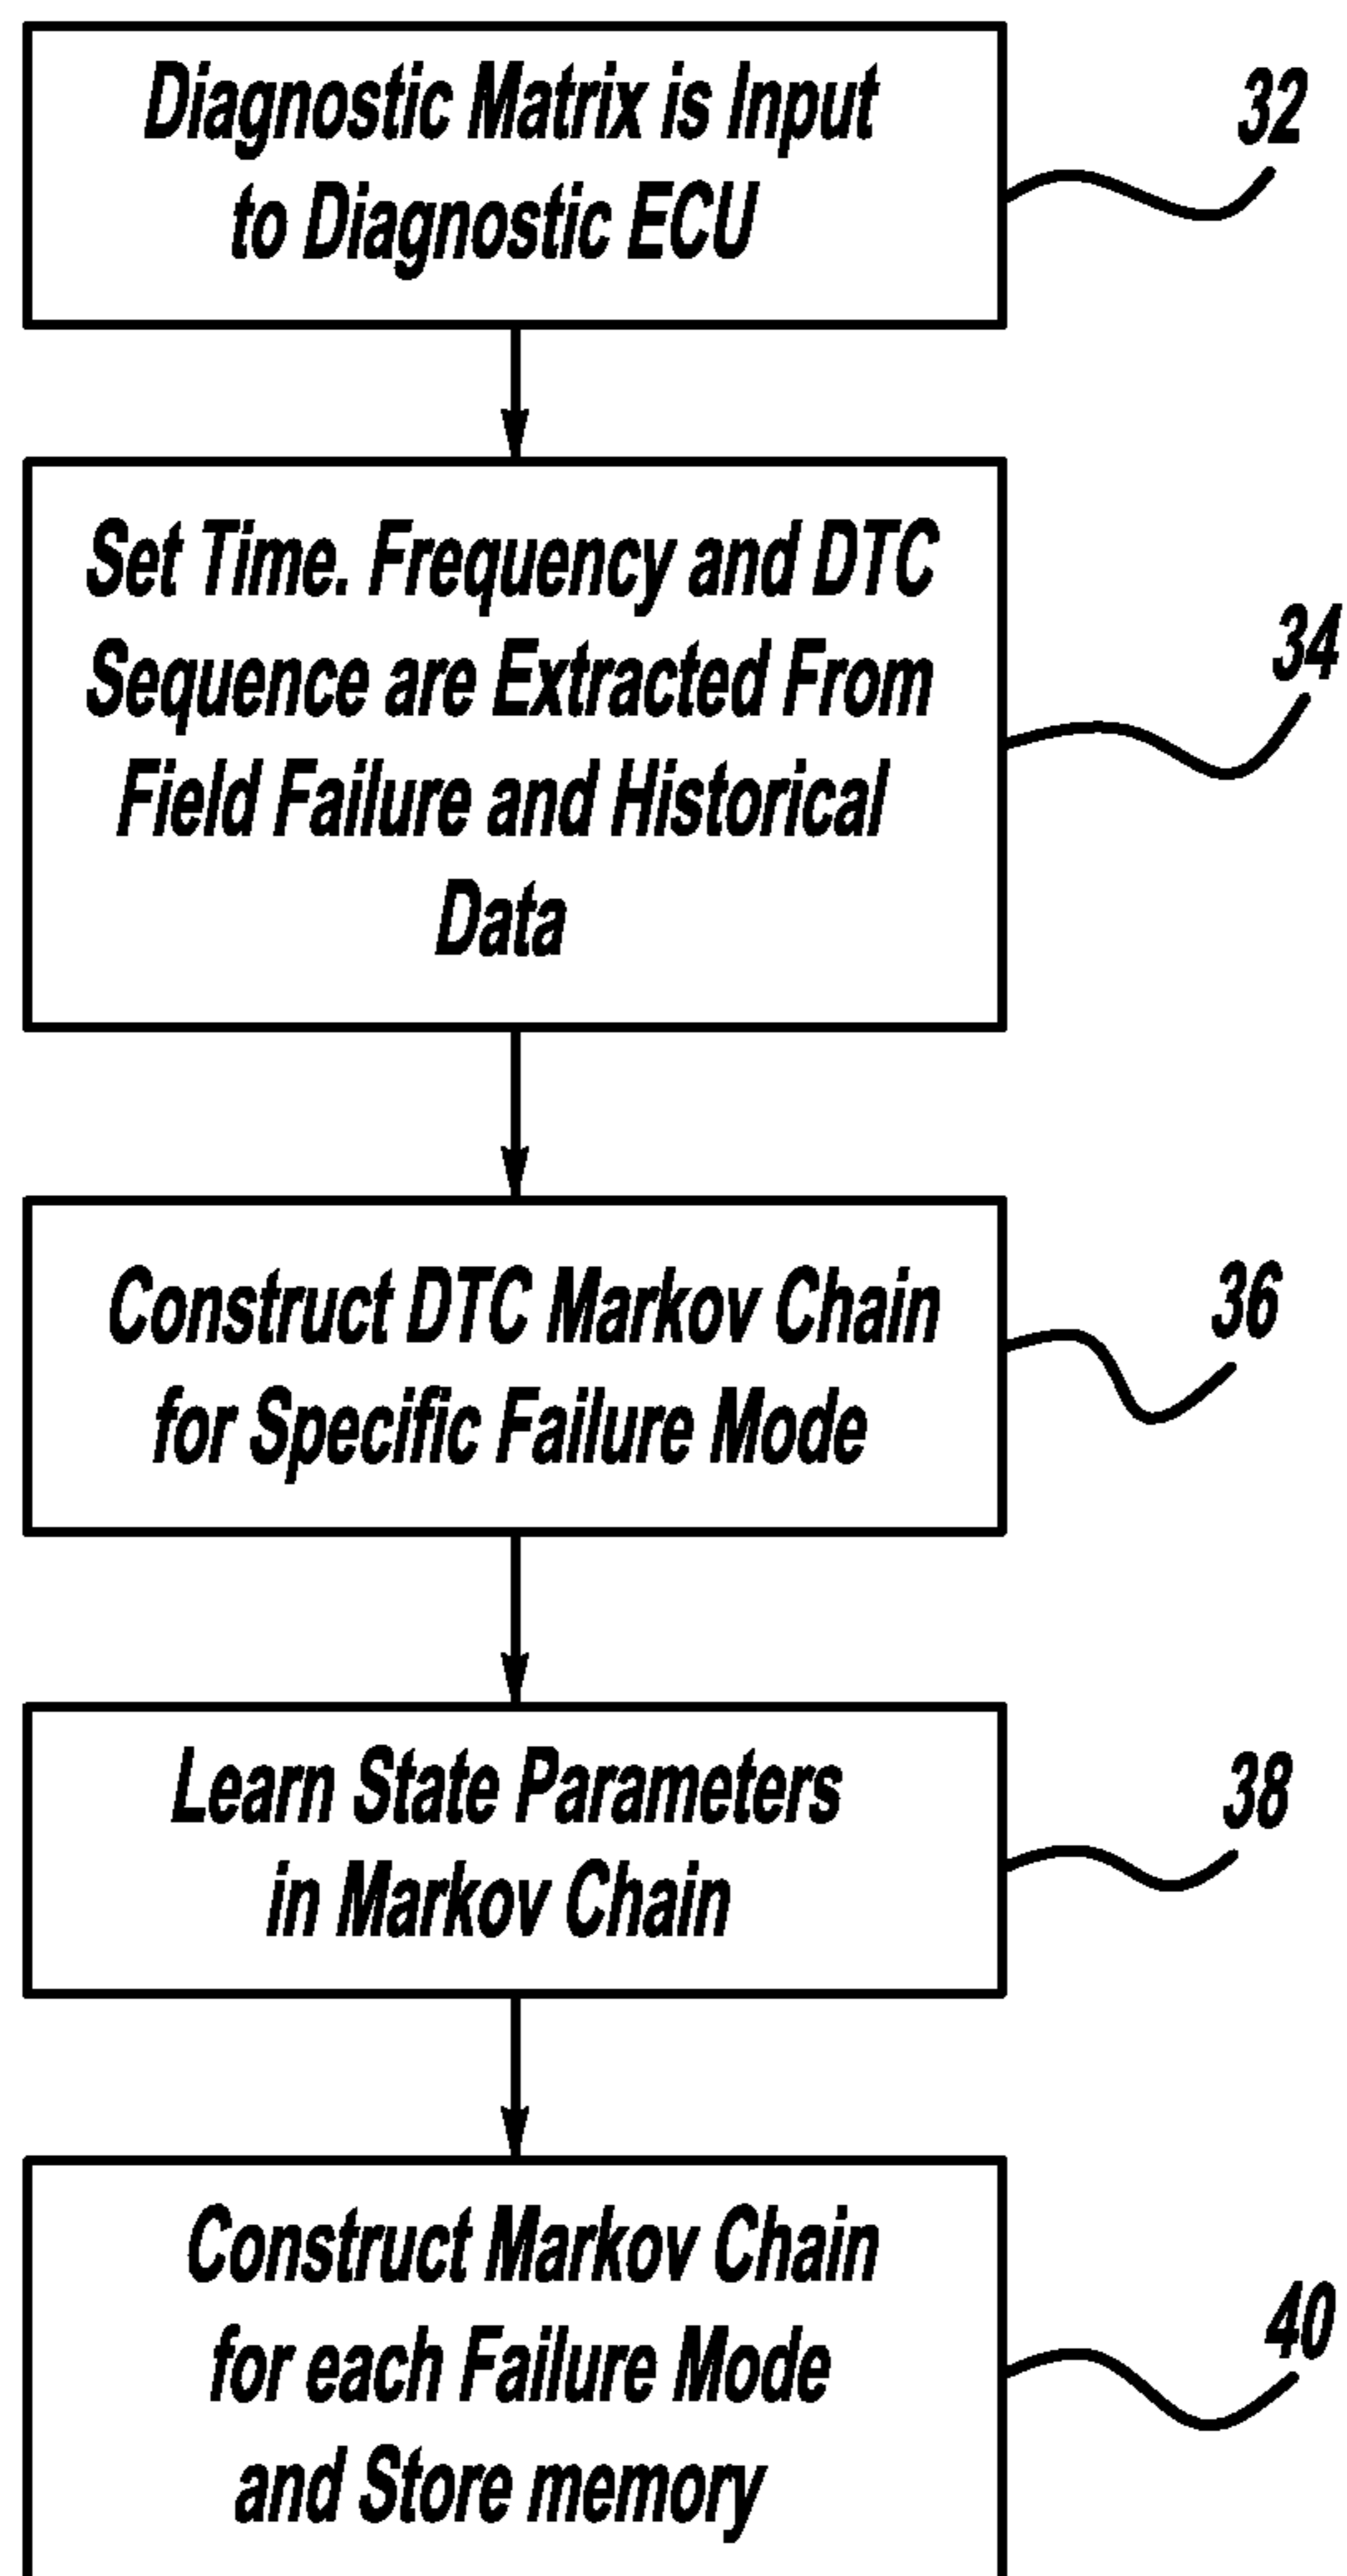 Diagnostic Matrix is Input
to Diagnostic ECU
32
Set Time. Frequency and DTC
Sequence are Extracted From
Field Failure and Historical
Data
34
Construct DTC Markov Chain
for Specific Failure Mode
36
Learn State Parameters
in Markov Chain
38
Construct Markov Chain
for each Failure Mode
and Store memory
40